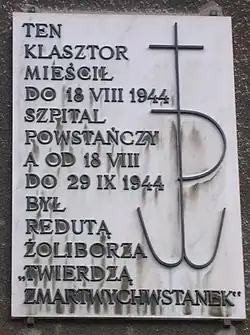 TEN
KLASZTOR
MIEŚCIŁ
DO 18 VIII 1944
SZPITAL
POWSTAŃCZY
A OD 18 VIII
DO 29 IX 1944
BYŁ
REDUTĄ
ŻOLIBORZA
„TWIERDZĄ
ZMARTWYCHWSTANEK"